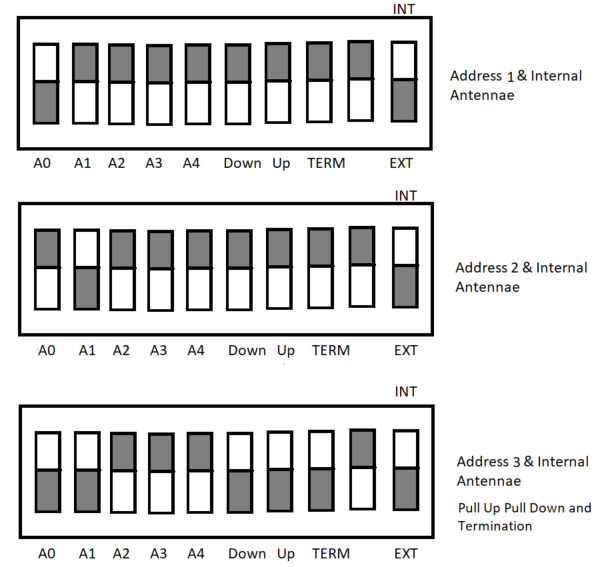 INT
Address 1 & Internal
Antennae
A0 A1 A2 A3 A4 Down Up TERM EXT
INT
Address 2 & Internal
Antennae
A0 A1 A2 A3 A4 Down Up TERM EXT
INT
Address 3 & Internal
Antennae
Pull Up Pull Down and
Termination
A0 A1 A2 A3 A4 Down Up TERM EXT